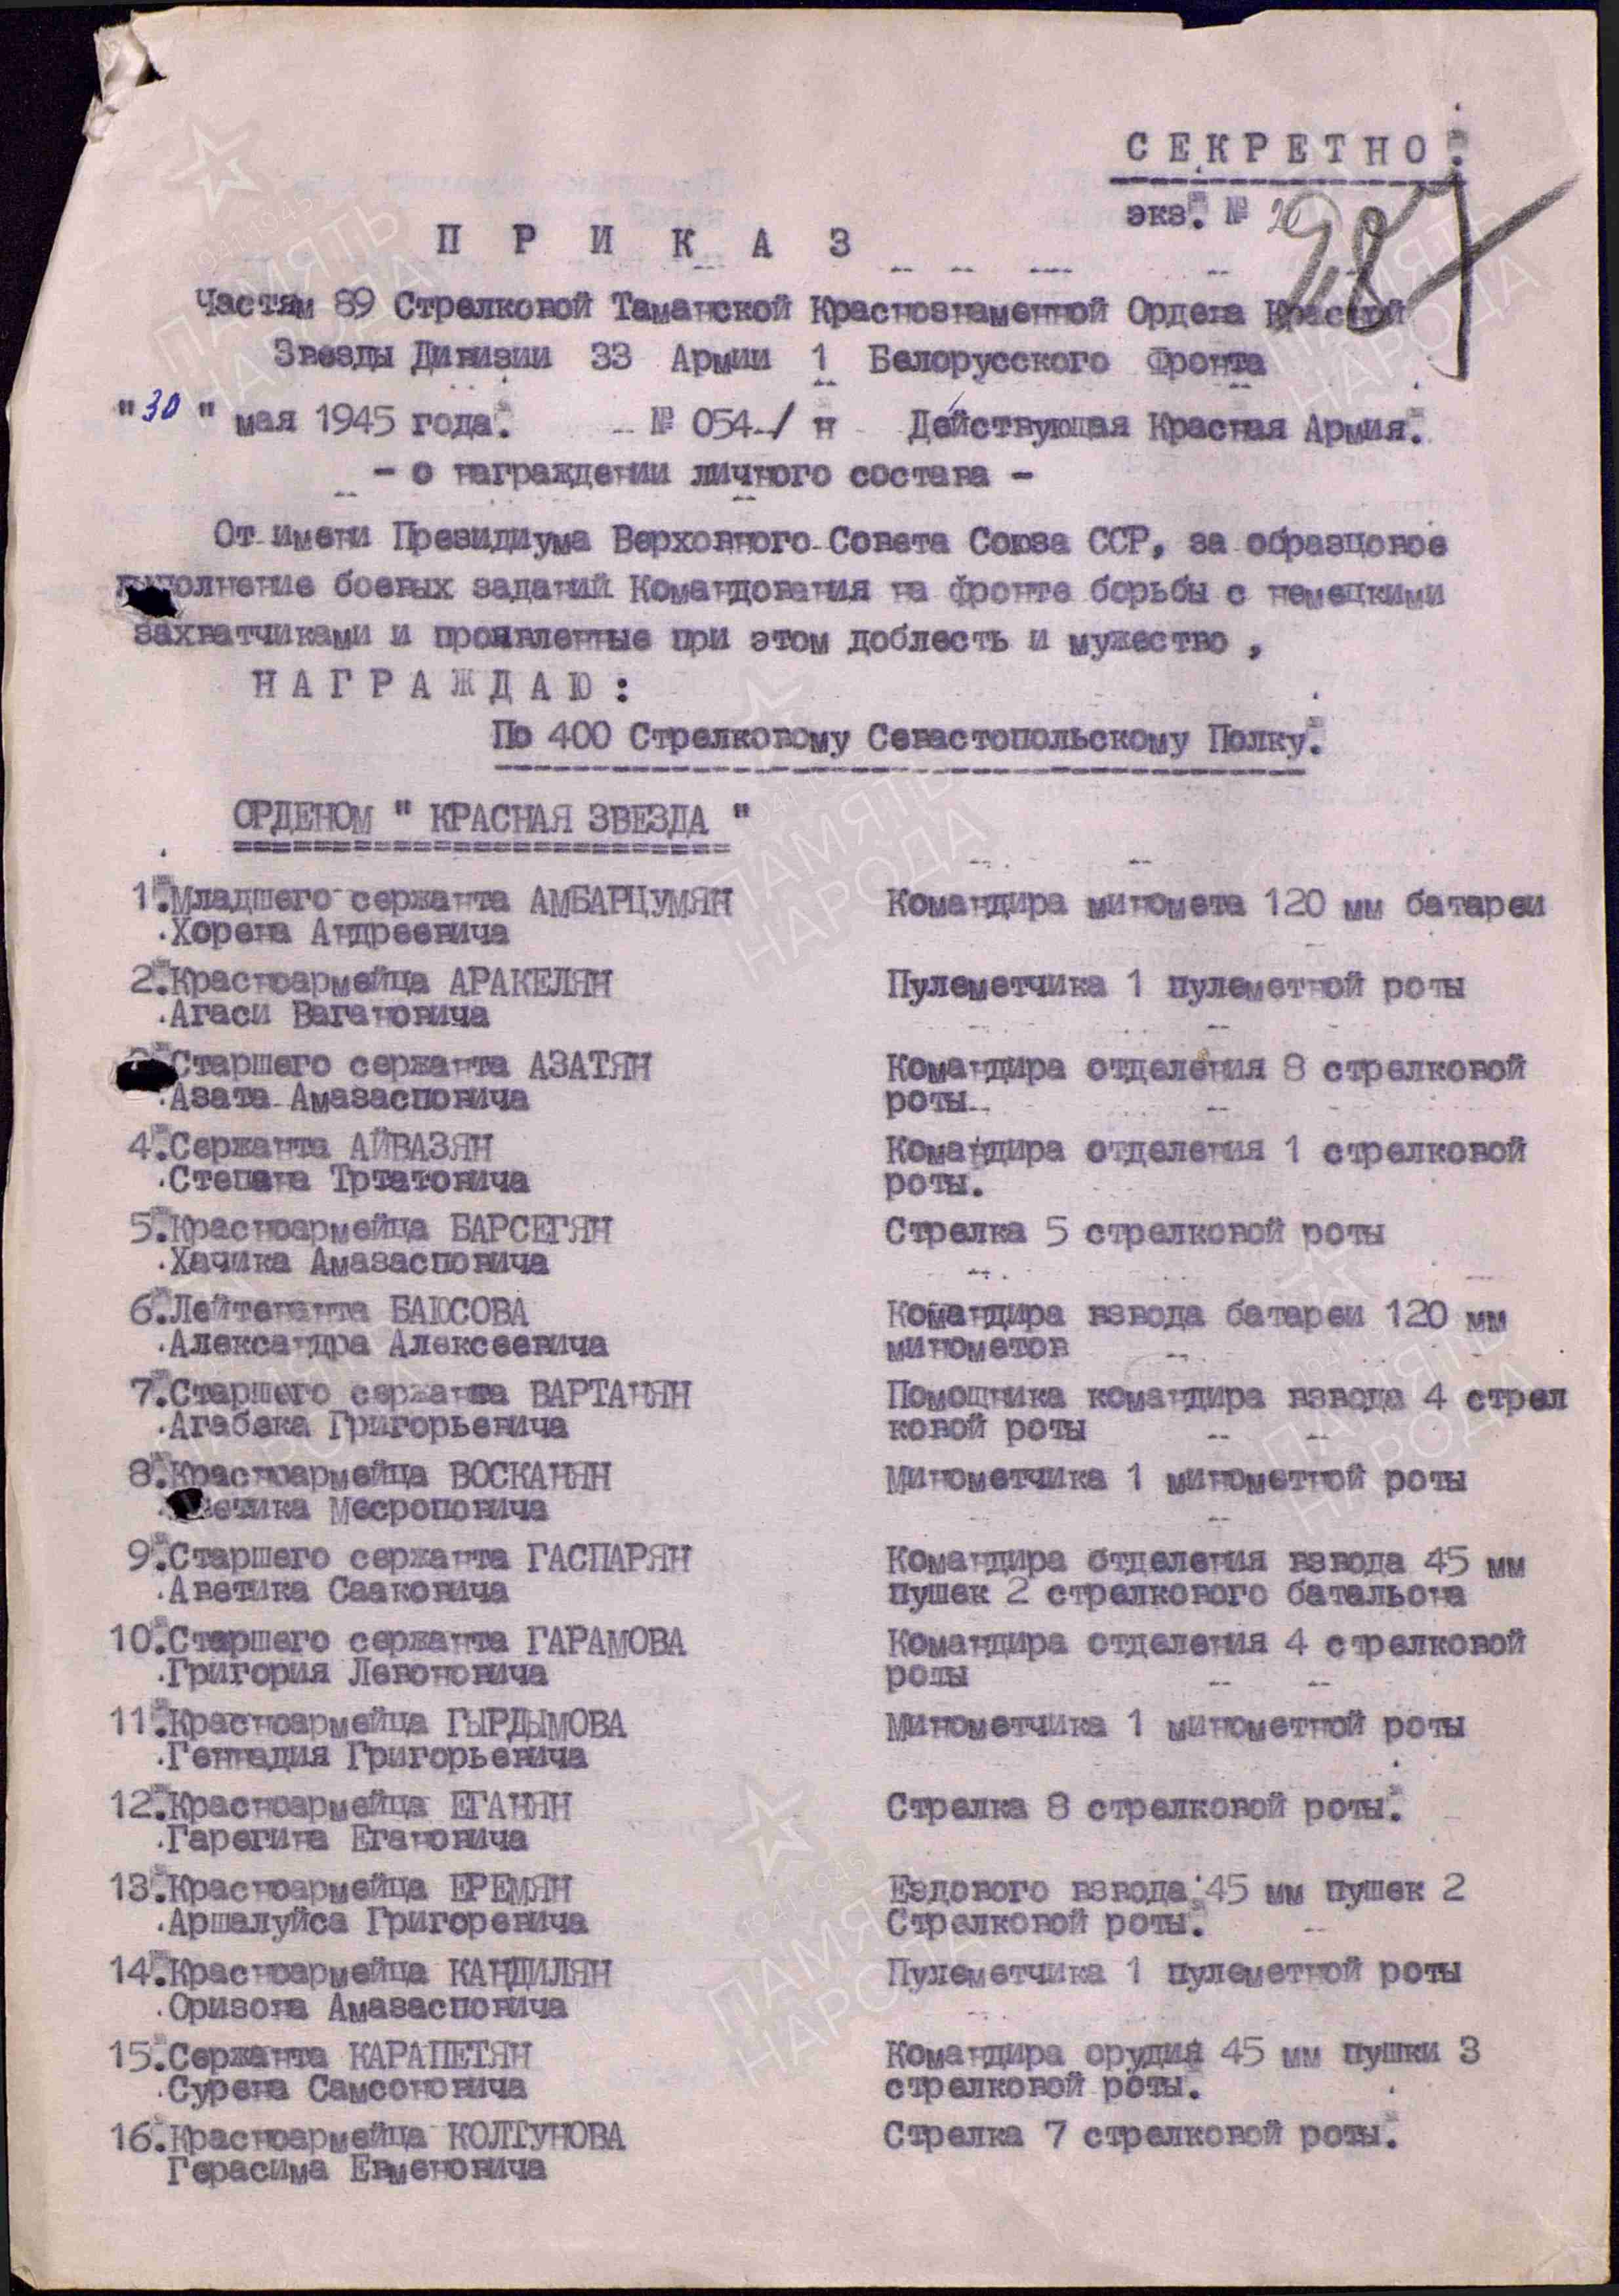 СЕКРЕТНО.
экз. № 2
ПРИКАЗ
Частям 89 Стрелковой Таманской Краснознаменной Ордена Красной
Звезды Дивизии 33 Армии 1 Белорусского Фронта
"30" мая 1945 года. № 054/н Действующая Красная Армия.
- о награждении личного состава -
От имени Президиума Верховного Совета Союза ССР, за образцовое
выполнение боевых заданий Командования на фронте борьбы с немецкими
захватчиками и проявленные при этом доблесть и мужество,
НАГРАЖДАЮ:
По 400 Стрелковому Севастопольскому Полку.
ОРДЕНОМ " КРАСНАЯ ЗВЕЗДА "
1. Младшего сержанта АМБАРЦУМЯН Командира миномета 120 мм батареи
Хорена Андреевича
2. Красноармейца АРАКЕЛЯН Пулеметчика 1 пулеметной роты
Агаси Вагановича
Старшего сержанта АЗАТЯН Командира отделения 8 стрелковой
Азата Амазасповича роты
4. Сержанта АЙВАЗЯН Командира отделения 1 стрелковой
Степана Тртатовича роты.
5. Красноармейца БАРСЕГЯН Стрелка 5 стрелковой роты
Хачика Амазасповича
6. Лейтенанта БАЮСОВА Командира взвода батареи 120 мм
Александра Алексеевича минометов
7. Старшего сержанта ВАРТАНЯН Помощника командира взвода 4 стрел
Агабека Григорьевича ковой роты
8. Красноармейца ВОСКАНЯН Минометчика 1 минометной роты
Месроповича
9. Старшего сержанта ГАСПАРЯН Командира отделения взвода 45 мм
Аветика Сааковича пушек 2 стрелкового батальона
10. Старшего сержанта ГАРАМОВА Командира отделения 4 стрелковой
Григория Левоновича роты
11. Красноармейца ГЫРДЫМОВА Минометчика 1 минометной роты
Геннадия Григорьевича
12. Красноармейца ЕГАНЯН Стрелка 8 стрелковой роты.
Гарегина Егановича
13. Красноармейца ЕРЕМЯН Ездового взвода 45 мм пушек 2
Аршалуйса Григоревича Стрелковой роты.
14. Красноармейца КАНДИЛЯН Пулеметчика 1 пулеметной роты
Оризона Амазасповича
15. Сержанта КАРАПЕТЯН Командира орудия 45 мм пушки 3
Сурена Самсоновича стрелковой роты.
16. Красноармейца КОЛТУНОВА Стрелка 7 стрелковой роты.
Герасима Евменовича